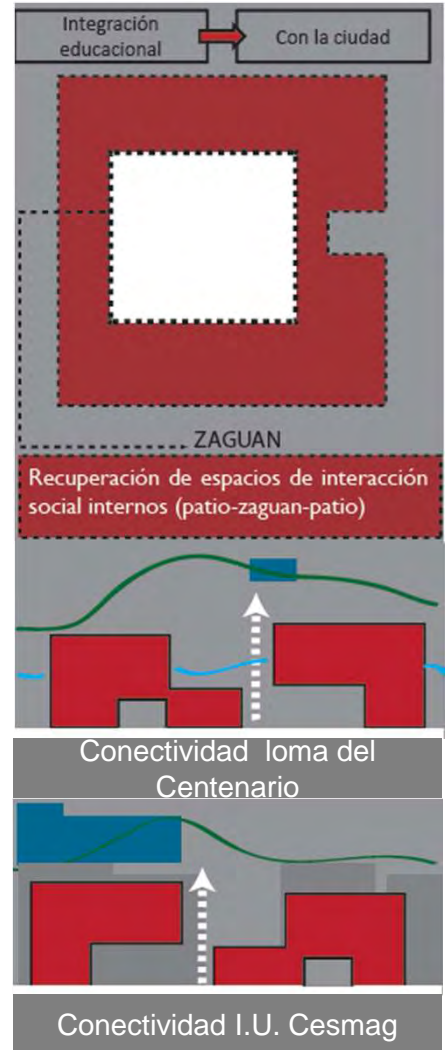 Integración
educacional
Con la ciudad
ZAGUAN
Recuperación de espacios de interacción
social internos (patio-zaguan-patio)
Conectividad loma del
Centenario
Conectividad I.U. Cesmag